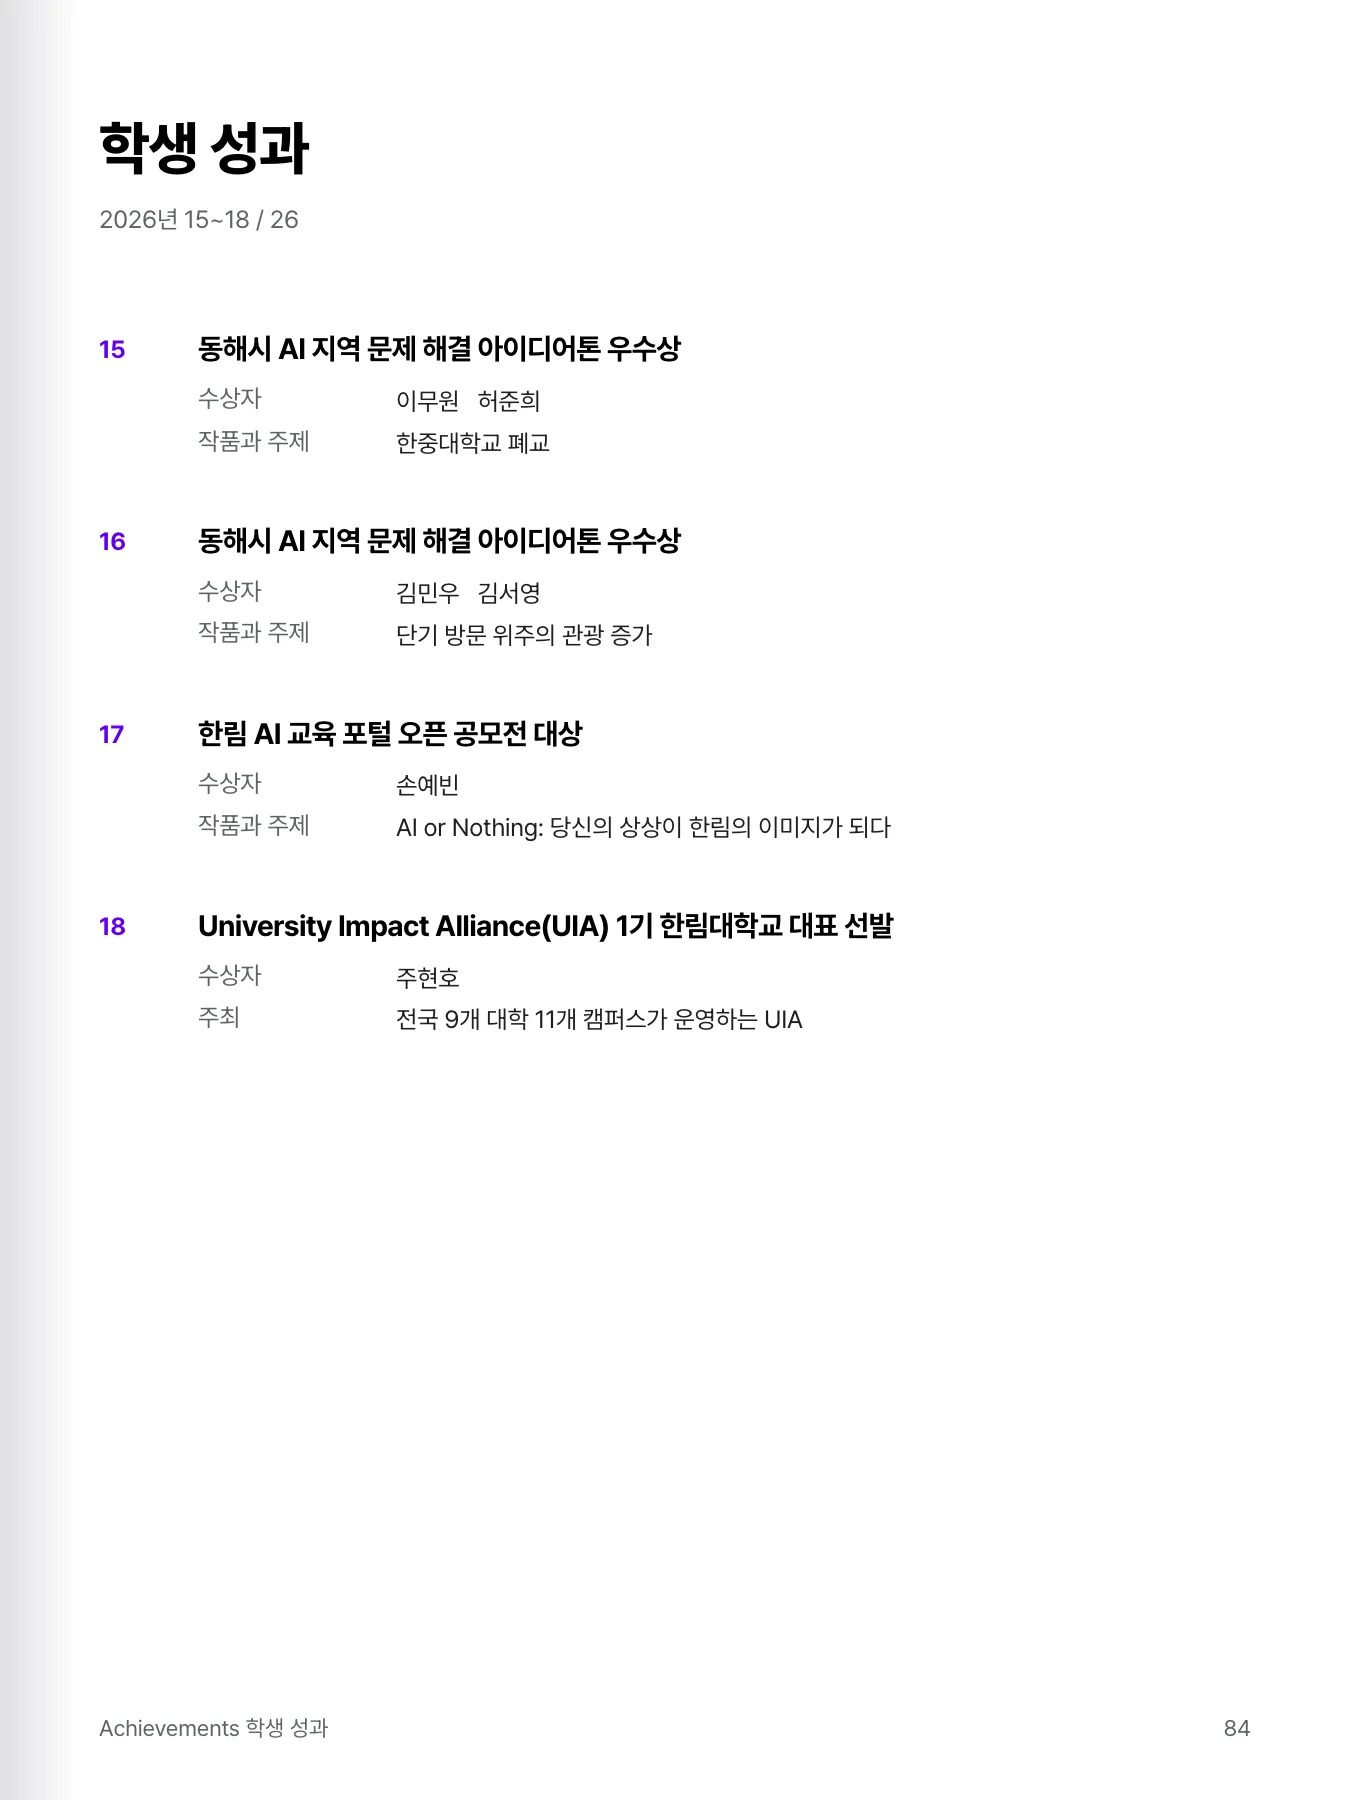 학생 성과
2026년 15~18 / 26
15 동해시 AI 지역 문제 해결 아이디어톤 우수상
수상자 이무원 허준희
작품과 주제 한중대학교 폐교
16 동해시 AI 지역 문제 해결 아이디어톤 우수상
수상자 김민우 김서영
작품과 주제 단기 방문 위주의 관광 증가
17 한림 AI 교육 포털 오픈 공모전 대상
수상자 손예빈
작품과 주제 AI or Nothing: 당신의 상상이 한림의 이미지가 되다
18 University Impact Alliance(UIA) 1기 한림대학교 대표 선발
수상자 주현호
주최 전국 9개 대학 11개 캠퍼스가 운영하는 UIA
Achievements 학생 성과 84